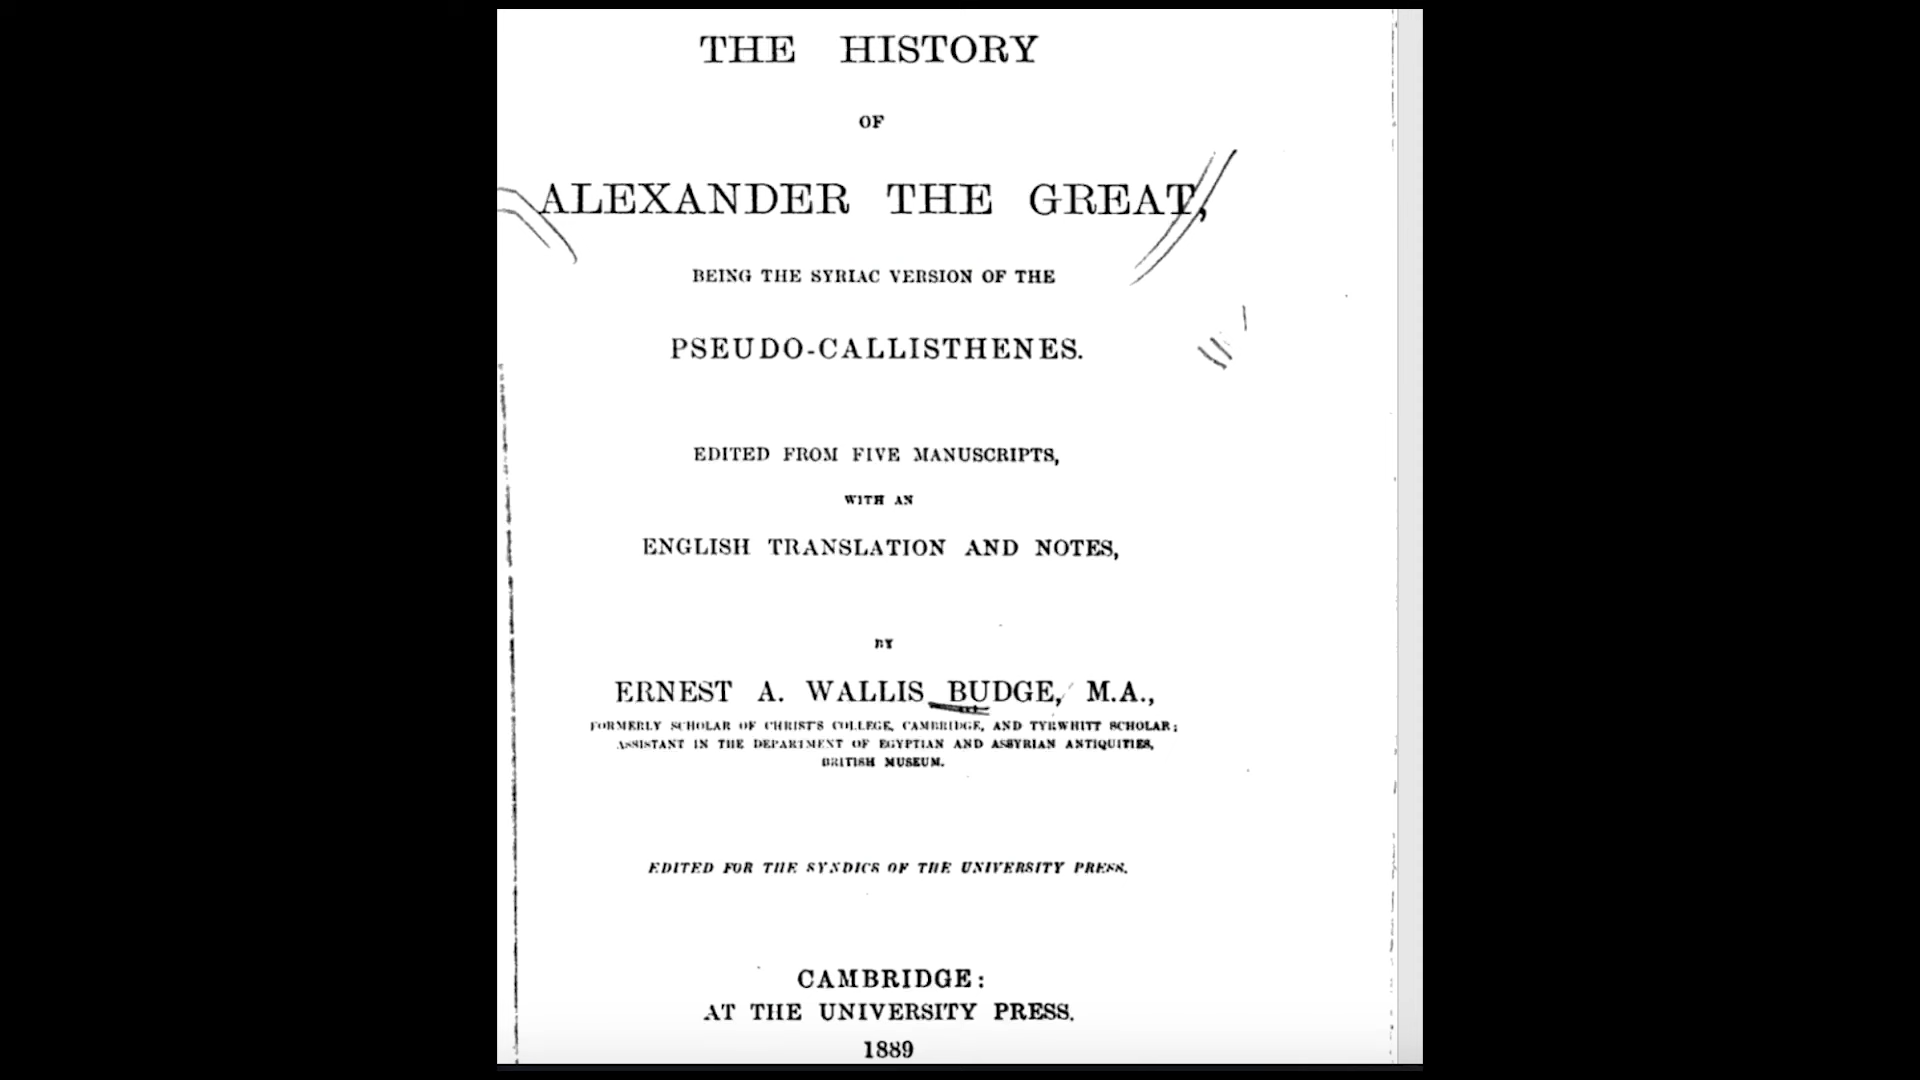 THE HISTORY
OF
ALEXANDER THE GREAT,
BEING THE SYRIAC VERSION OF THE
PSEUDO-CALLISTHENES.
EDITED FROM FIVE MANUSCRIPTS,
WITH AN
ENGLISH TRANSLATION AND NOTES,
BY
ERNEST A. WALLIS BUDGE, M.A.,
FORMERLY SCHOLAR OF CHRIST'S COLLEGE, CAMBRIDGE, AND TYRWHITT SCHOLAR;
ASSISTANT IN THE DEPARTMENT OF EGYPTIAN AND ASSYRIAN ANTIQUITIES,
BRITISH MUSEUM.
EDITED FOR THE SYNDICS OF THE UNIVERSITY PRESS.
CAMBRIDGE:
AT THE UNIVERSITY PRESS.
1889